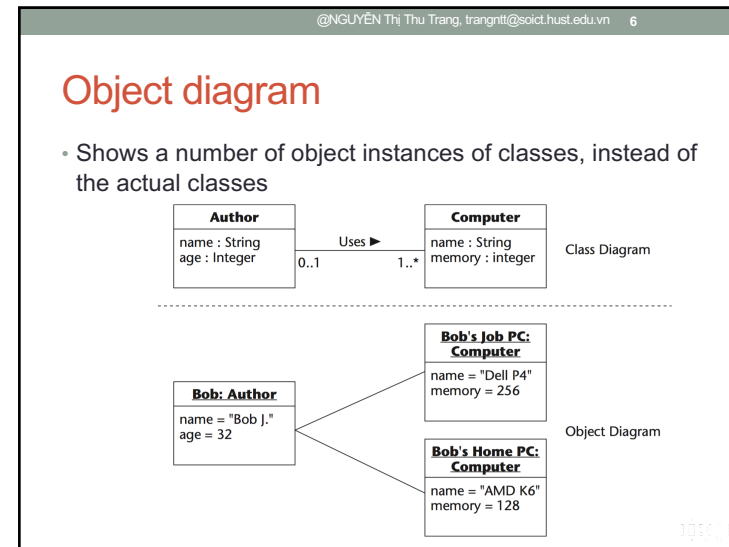 @NGUYỄN Thị Thu Trang, trangntt@soict.hust.edu.vn 6
Object diagram
• Shows a number of object instances of classes, instead of
the actual classes
Author
name : String
age : Integer
0..1
Uses ►
1..*
Computer
name : String
memory : integer
Class Diagram
Bob: Author
name = "Bob J."
age = 32
Bob's Job PC:
Computer
name = "Dell P4"
memory = 256
Bob's Home PC:
Computer
name = "AMD K6"
memory = 128
Object Diagram